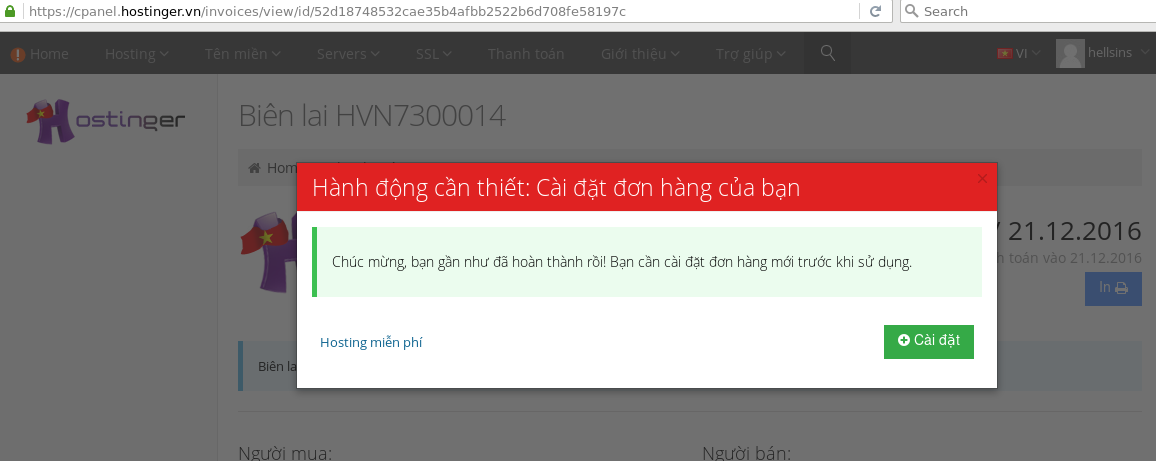 https://cpanel.hostinger.vn/invoices/view/id/52d18748532cae35b4afbb2522b6d708fe58197c
Search
Home Hosting Tên miền Servers SSL Thanh toán Giới thiệu Trợ giúp VI hellsins
ostinger
Biên lai HVN7300014
Hom
Hành động cần thiết: Cài đặt đơn hàng của bạn ×
21.12.2016
toán vào 21.12.2016
In
Chúc mừng, bạn gần như đã hoàn thành rồi! Bạn cần cài đặt đơn hàng mới trước khi sử dụng.
Hosting miễn phí
Cài đặt
Biên la
Người mua:
Người bán: